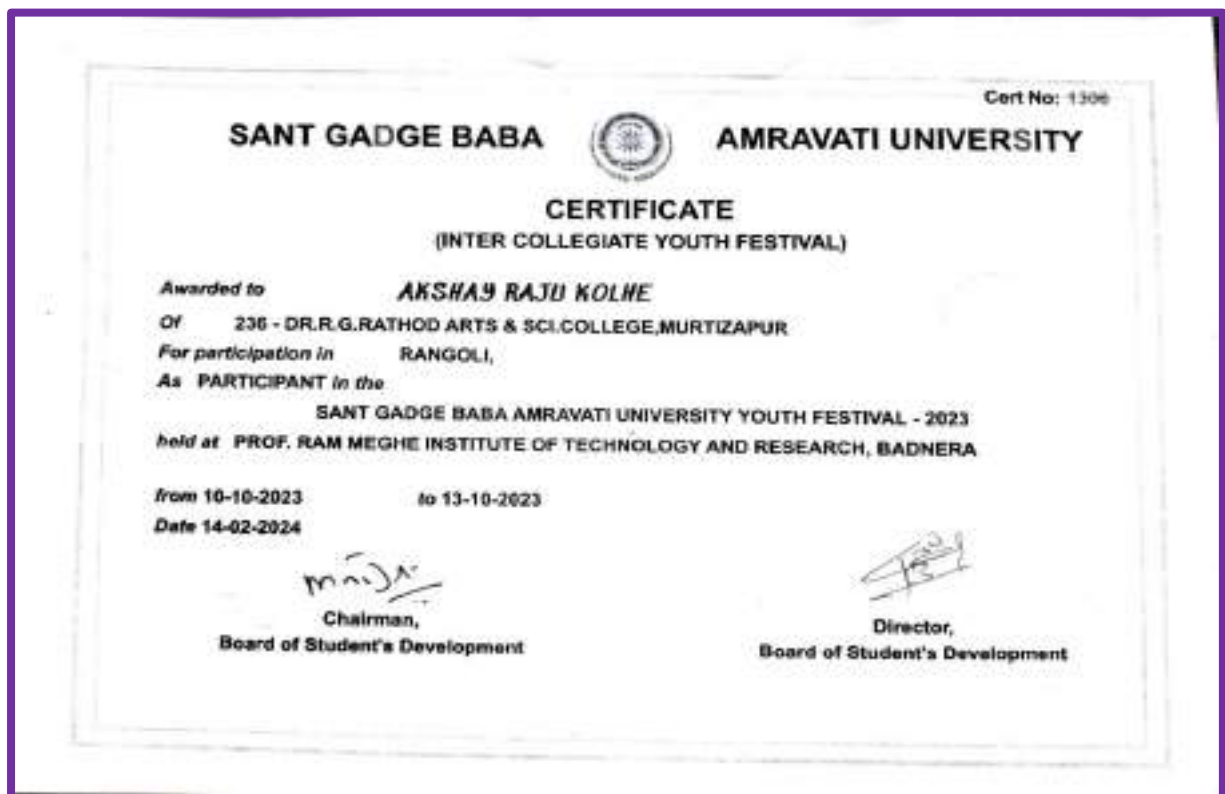 Cert No: 1306
SANT GADGE BABA AMRAVATI UNIVERSITY
CERTIFICATE
(INTER COLLEGIATE YOUTH FESTIVAL)
Awarded to AKSHAY RAJU KOLHE
Of 236 - DR.R.G.RATHOD ARTS & SCI.COLLEGE,MURTIZAPUR
For participation in RANGOLI,
As PARTICIPANT in the
SANT GADGE BABA AMRAVATI UNIVERSITY YOUTH FESTIVAL - 2023
held at PROF. RAM MEGHE INSTITUTE OF TECHNOLOGY AND RESEARCH, BADNERA
from 10-10-2023 to 13-10-2023
Date 14-02-2024
Chairman,
Board of Student's Development
Director,
Board of Student's Development